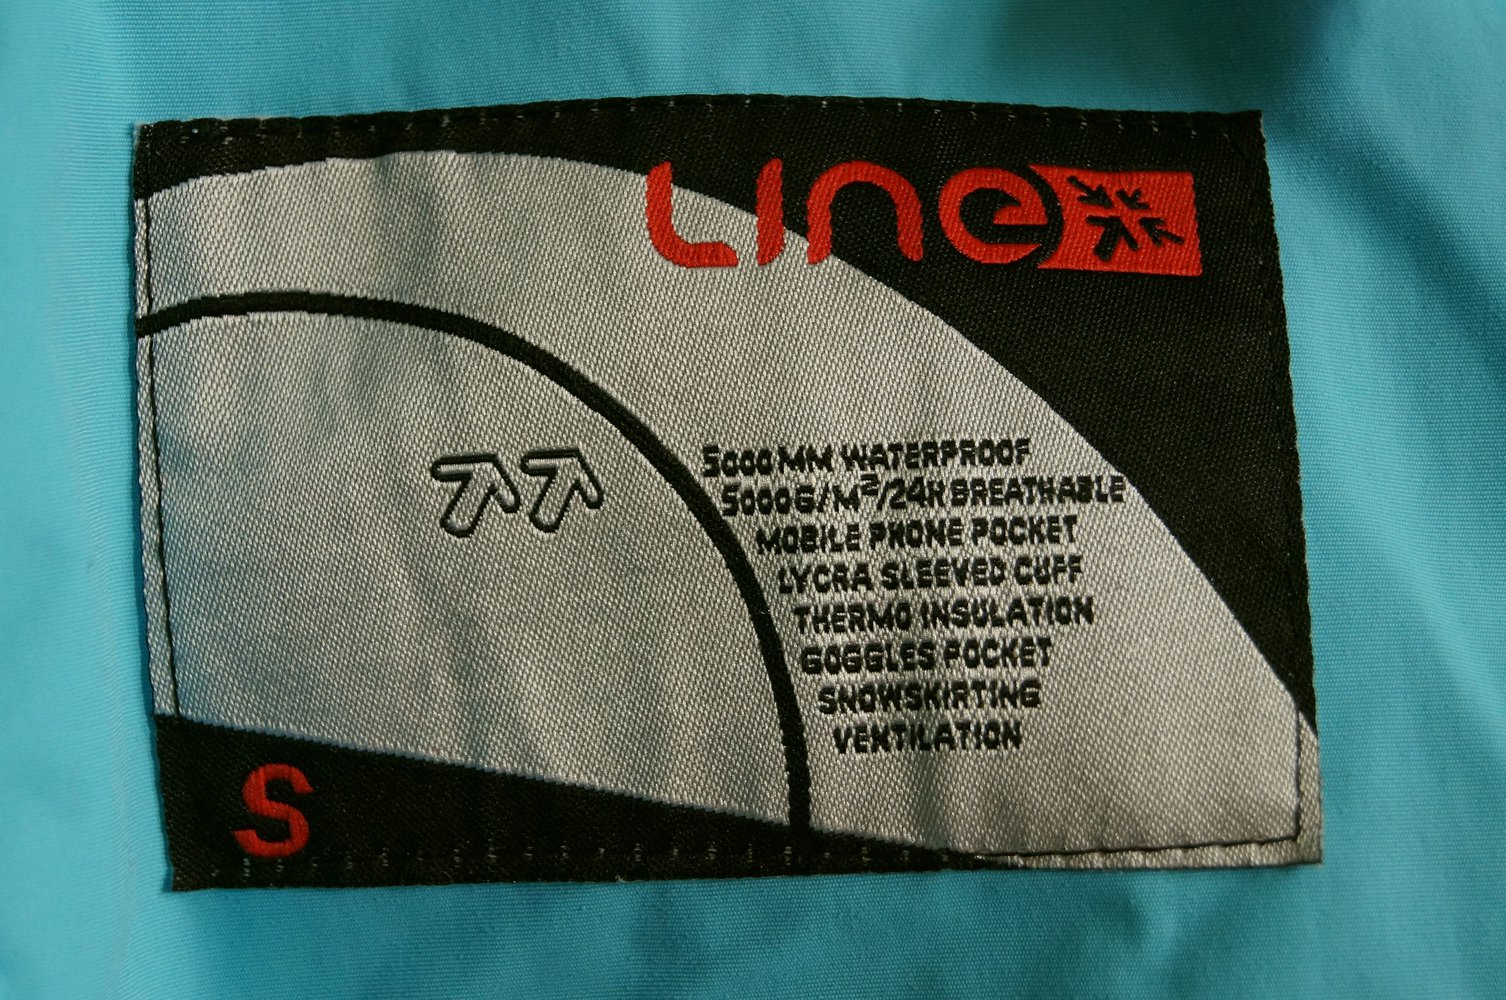 LINE
5000 MM WATERPROOF
5000G/M²/24H BREATHABLE
MOBILE PHONE POCKET
LYCRA SLEEVED CUFF
THERMO INSULATION
GOGGLES POCKET
SNOWSKIRTING
VENTILATION
S